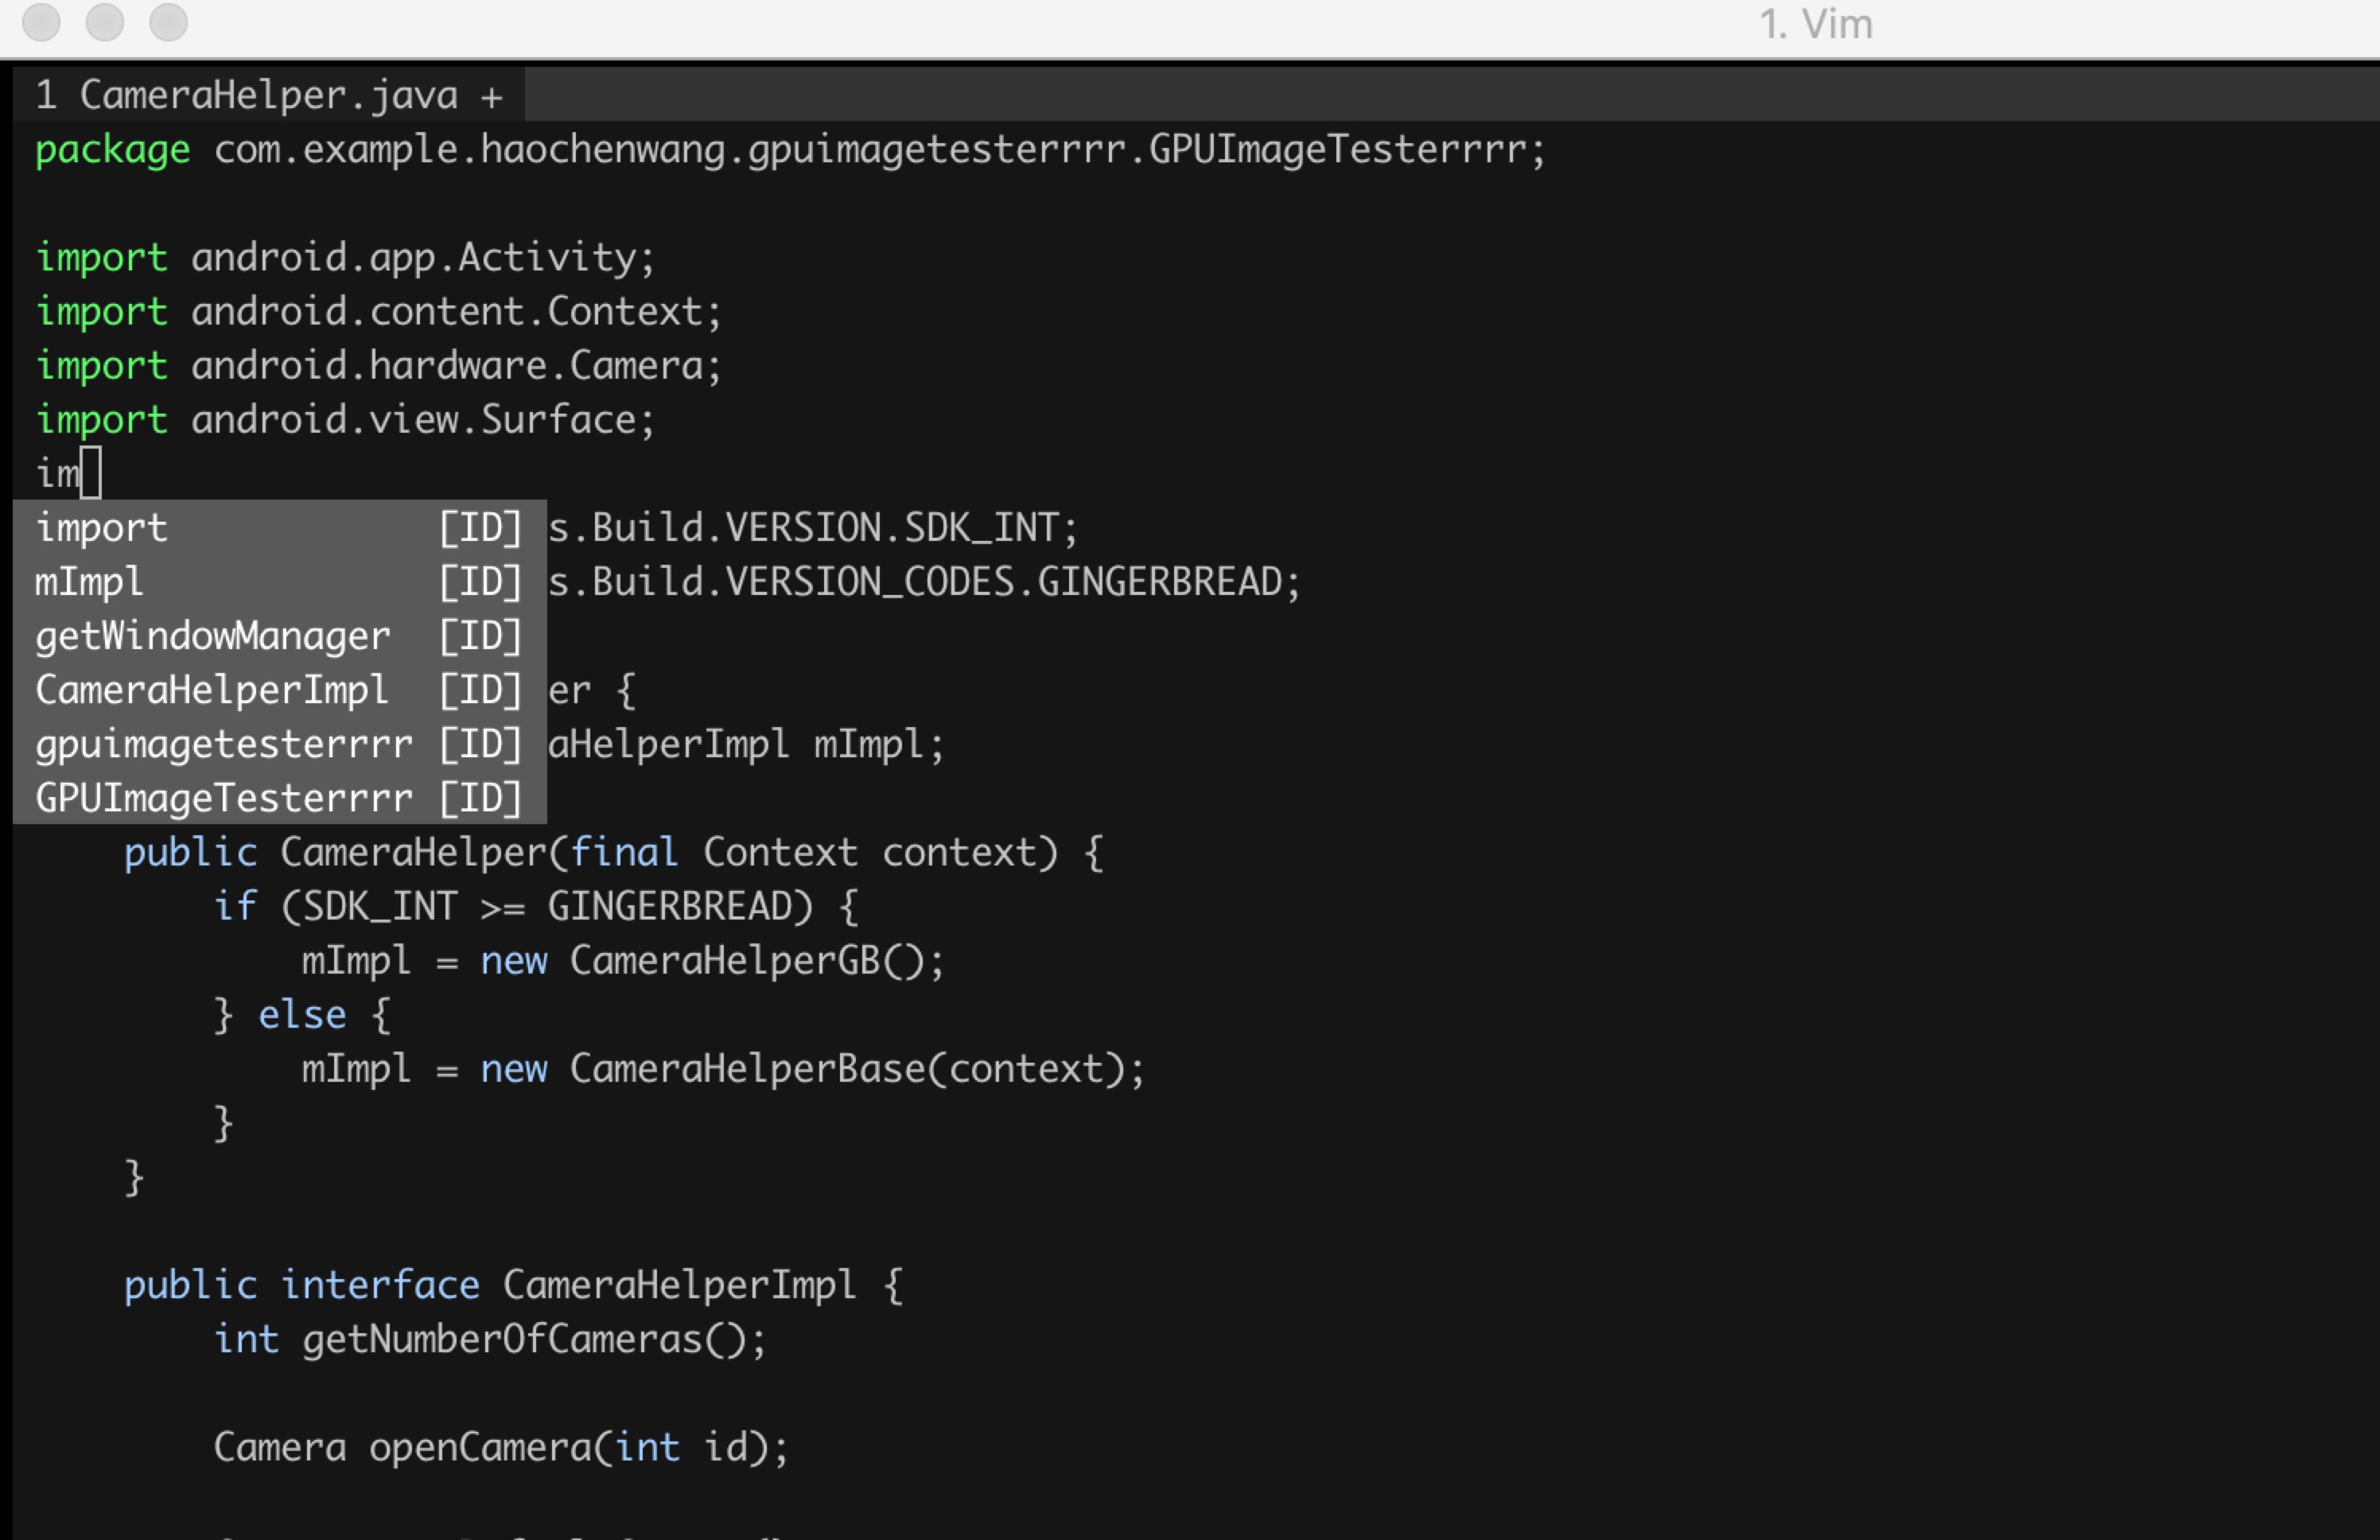 1. Vim
1 CameraHelper.java +
package com.example.haochenwang.gpuimagetesterrrr.GPUImageTesterrrr;
import android.app.Activity;
import android.content.Context;
import android.hardware.Camera;
import android.view.Surface;
im
import [ID] s.Build.VERSION.SDK_INT;
mImpl [ID] s.Build.VERSION_CODES.GINGERBREAD;
getWindowManager [ID]
CameraHelperImpl [ID] er {
gpuimagetesterrrr [ID] aHelperImpl mImpl;
GPUImageTesterrrr [ID]
public CameraHelper(final Context context) {
if (SDK_INT >= GINGERBREAD) {
mImpl = new CameraHelperGB();
} else {
mImpl = new CameraHelperBase(context);
}
}
public interface CameraHelperImpl {
int getNumberOfCameras();
Camera openCamera(int id);